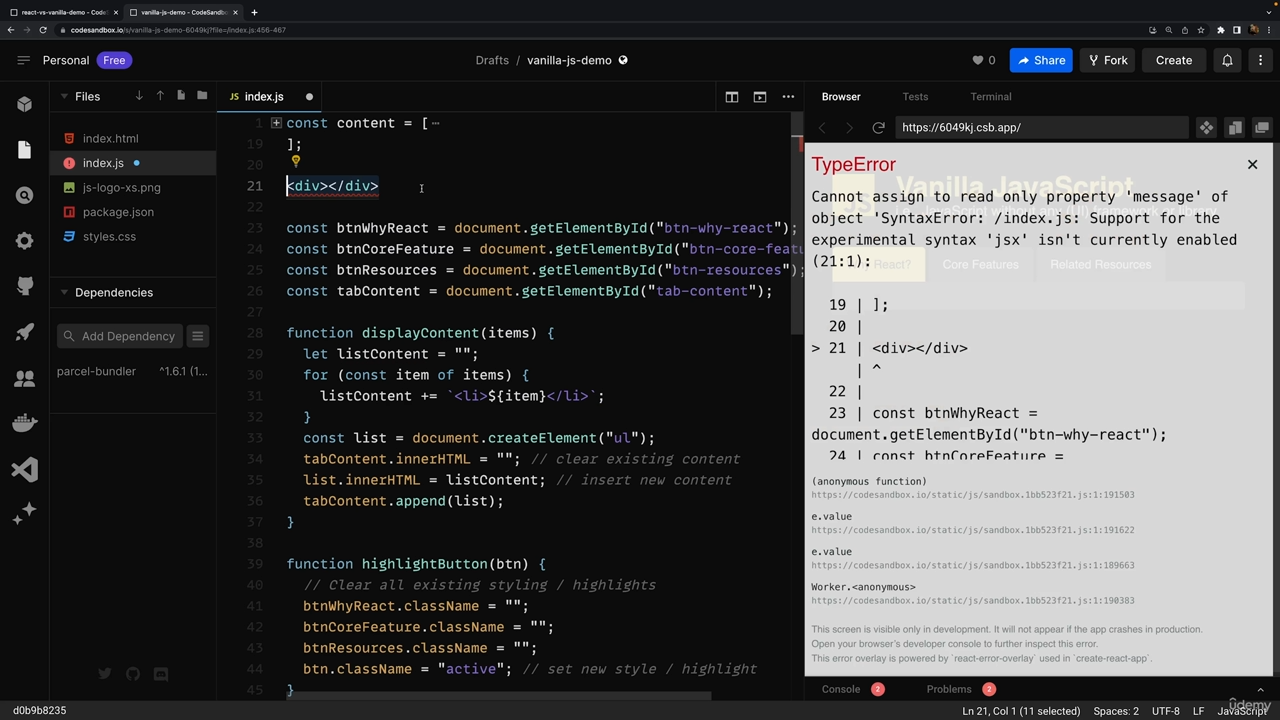 react-vs-vanilla-demo - CodeSandbox
vanilla-js-demo - CodeSandbox
codesandbox.io/s/vanilla-js-demo-6049kj?file=/index.js:456-467
Personal Free
Drafts / vanilla-js-demo
0 Share Fork Create
Files
index.html
index.js
js-logo-xs.png
package.json
styles.css
Dependencies
Add Dependency
parcel-bundler ^1.6.1 (1...
JS index.js
1 const content = [
19 ];
20
21 <div></div>
22
23 const btnWhyReact = document.getElementById("btn-why-react");
24 const btnCoreFeature = document.getElementById("btn-core-featu
25 const btnResources = document.getElementById("btn-resources");
26 const tabContent = document.getElementById("tab-content");
27
28 function displayContent(items) {
29 let listContent = "";
30 for (const item of items) {
31 listContent += `<li>${item}</li>`;
32 }
33 const list = document.createElement("ul");
34 tabContent.innerHTML = ""; // clear existing content
35 list.innerHTML = listContent; // insert new content
36 tabContent.append(list);
37 }
38
39 function highlightButton(btn) {
40 // Clear all existing styling / highlights
41 btnWhyReact.className = "";
42 btnCoreFeature.className = "";
43 btnResources.className = "";
44 btn.className = "active"; // set new style / highlight
45 }
Browser Tests Terminal
https://6049kj.csb.app/
TypeError
Vanilla JavaScript
Cannot assign to read only property 'message' of
object 'SyntaxError: /index.js: Support for the
experimental syntax 'jsx' isn't currently enabled
(21:1):
React? Core Features Related Resources
19 | ];
20 |
> 21 | <div></div>
| ^
22 |
23 | const btnWhyReact =
document.getElementById("btn-why-react");
24 | const btnCoreFeature =
(anonymous function)
https://codesandbox.io/static/js/sandbox.1bb523f21.js:1:191503
e.value
https://codesandbox.io/static/js/sandbox.1bb523f21.js:1:191622
e.value
https://codesandbox.io/static/js/sandbox.1bb523f21.js:1:189663
Worker.<anonymous>
https://codesandbox.io/static/js/sandbox.1bb523f21.js:1:190383
This screen is visible only in development. It will not appear if the app crashes in production.
Open your browser's developer console to further inspect this error.
This error overlay is powered by `react-error-overlay` used in `create-react-app`.
Console 2 Problems 2
d0b9b8235
Ln 21, Col 1 (11 selected) Spaces: 2 UTF-8 LF JavaScript
ûdemy